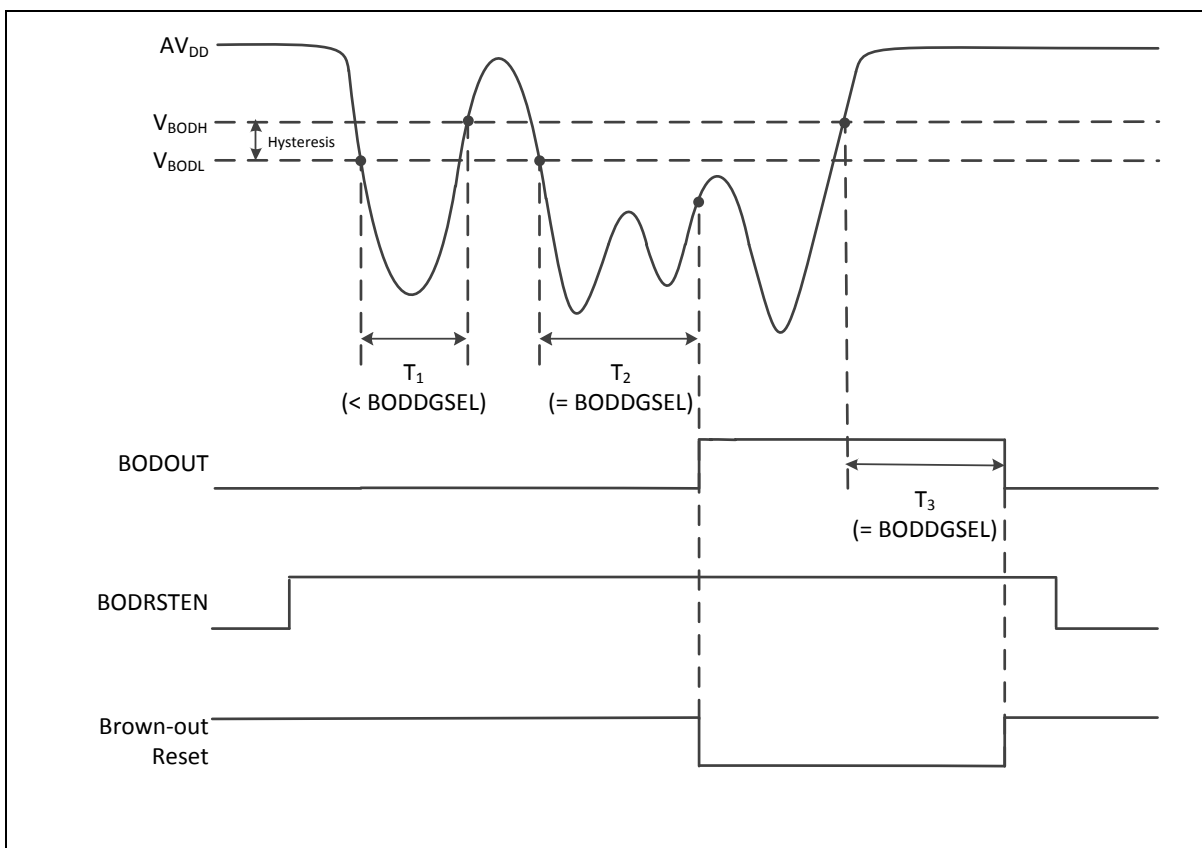 AVDD
VBODH
Hysteresis
VBODL
T1
(< BODDGSEL)
T2
(= BODDGSEL)
BODOUT
T3
(= BODDGSEL)
BODRSTEN
Brown-out
Reset